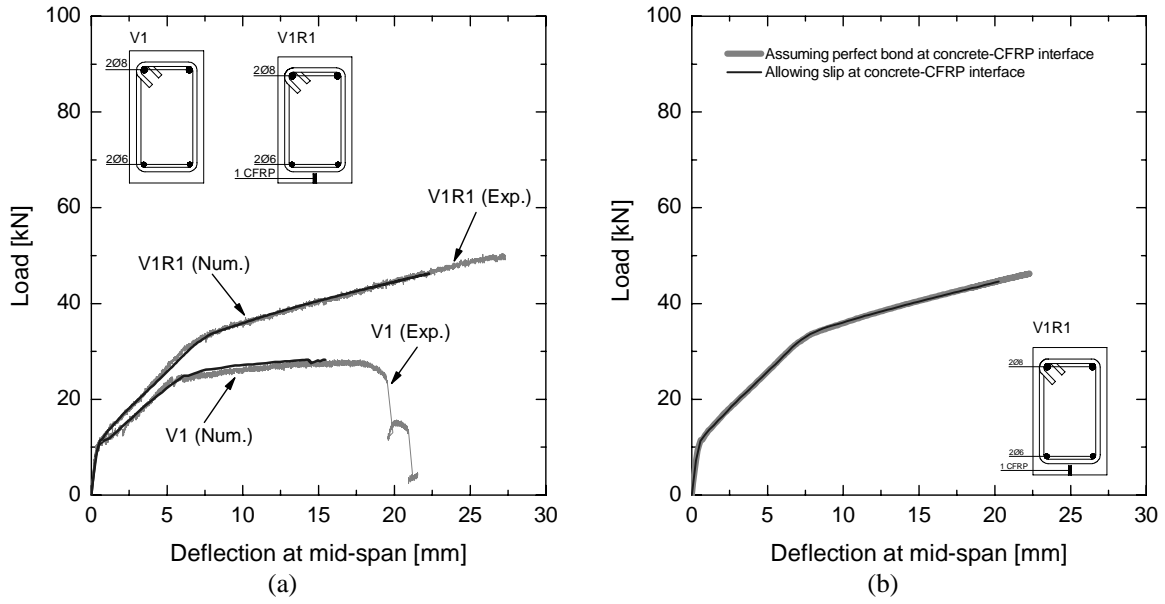 100
80
60
40
20
0
Load [kN]
V1
V1R1
2Ø8
2Ø8
2Ø6
2Ø6
1 CFRP
V1R1 (Exp.)
V1R1 (Num.)
V1 (Exp.)
V1 (Num.)
0 5 10 15 20 25 30
Deflection at mid-span [mm]
(a)
100
80
60
40
20
0
Load [kN]
Assuming perfect bond at concrete-CFRP interface
Allowing slip at concrete-CFRP interface
V1R1
2Ø8
2Ø6
1 CFRP
0 5 10 15 20 25 30
Deflection at mid-span [mm]
(b)